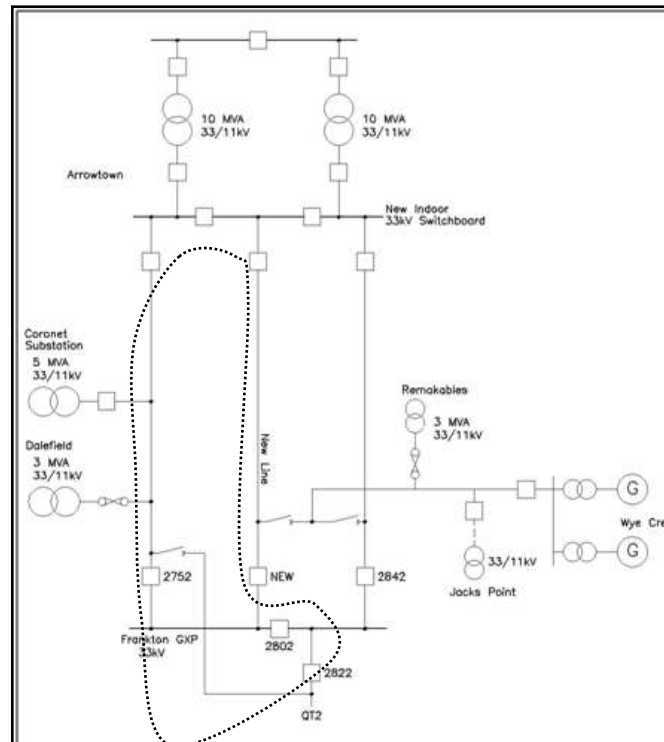 10 MVA
33/11kV
10 MVA
33/11kV
Arrowtown
New Indoor
33kV Switchboard
Coronet
Substation
5 MVA
33/11kV
Remakables
3 MVA
33/11kV
Dalefield
3 MVA
33/11kV
New Line
G
Wye Cre
G
33/11kV
Jacks Point
2752
NEW
2842
Frankton GXP
33kV
2802
2822
QT2